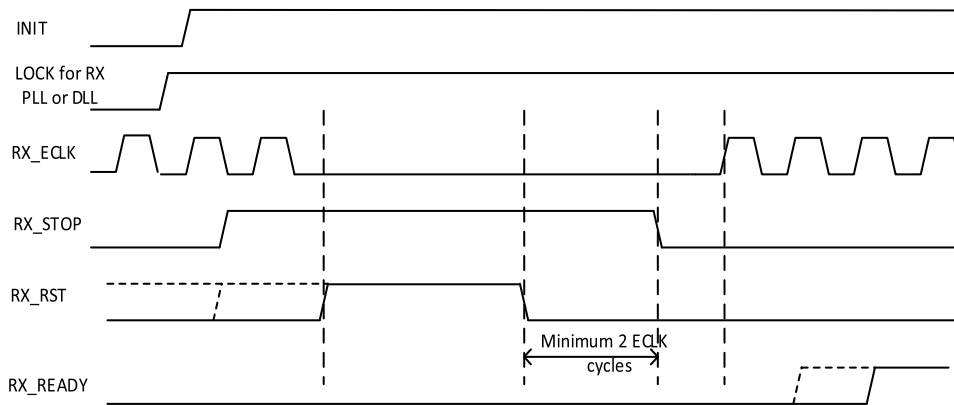 INIT
LOCK for RX
PLL or DLL
RX_ECLK
RX_STOP
RX_RST
Minimum 2 ECLK
cycles
RX_READY